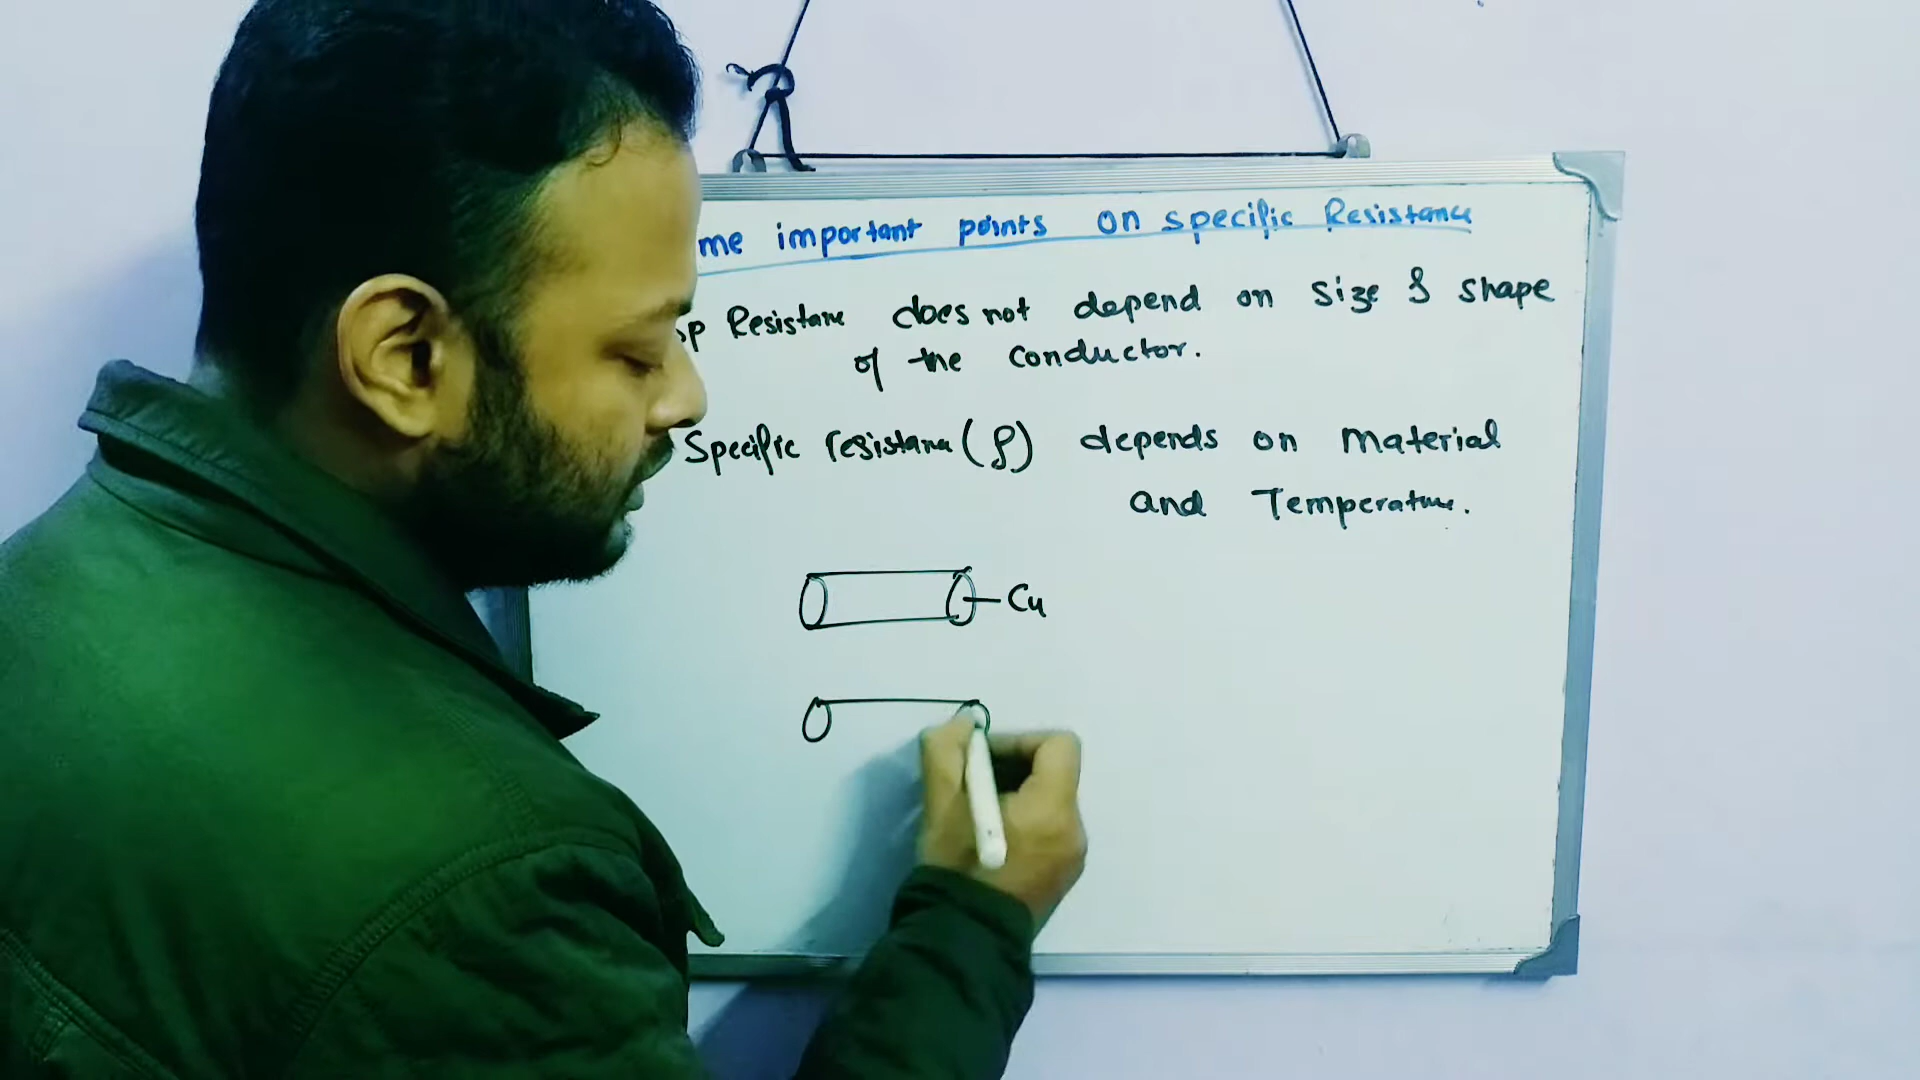 me important points on specific Resistance
sp Resistance does not depend on size & shape
of the conductor.
Specific resistance (ρ) depends on material
and Temperature.
Cu